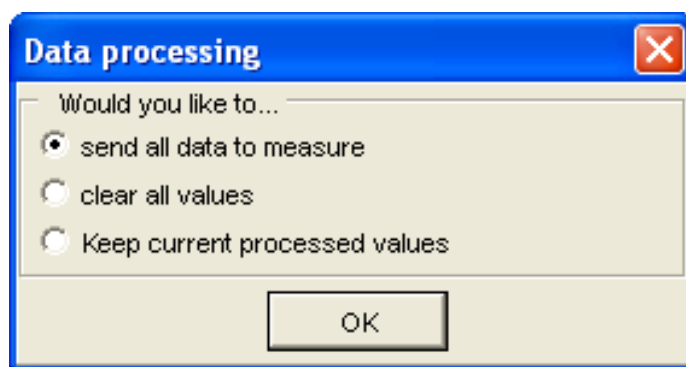 Data processing
Would you like to...
send all data to measure
clear all values
Keep current processed values
OK